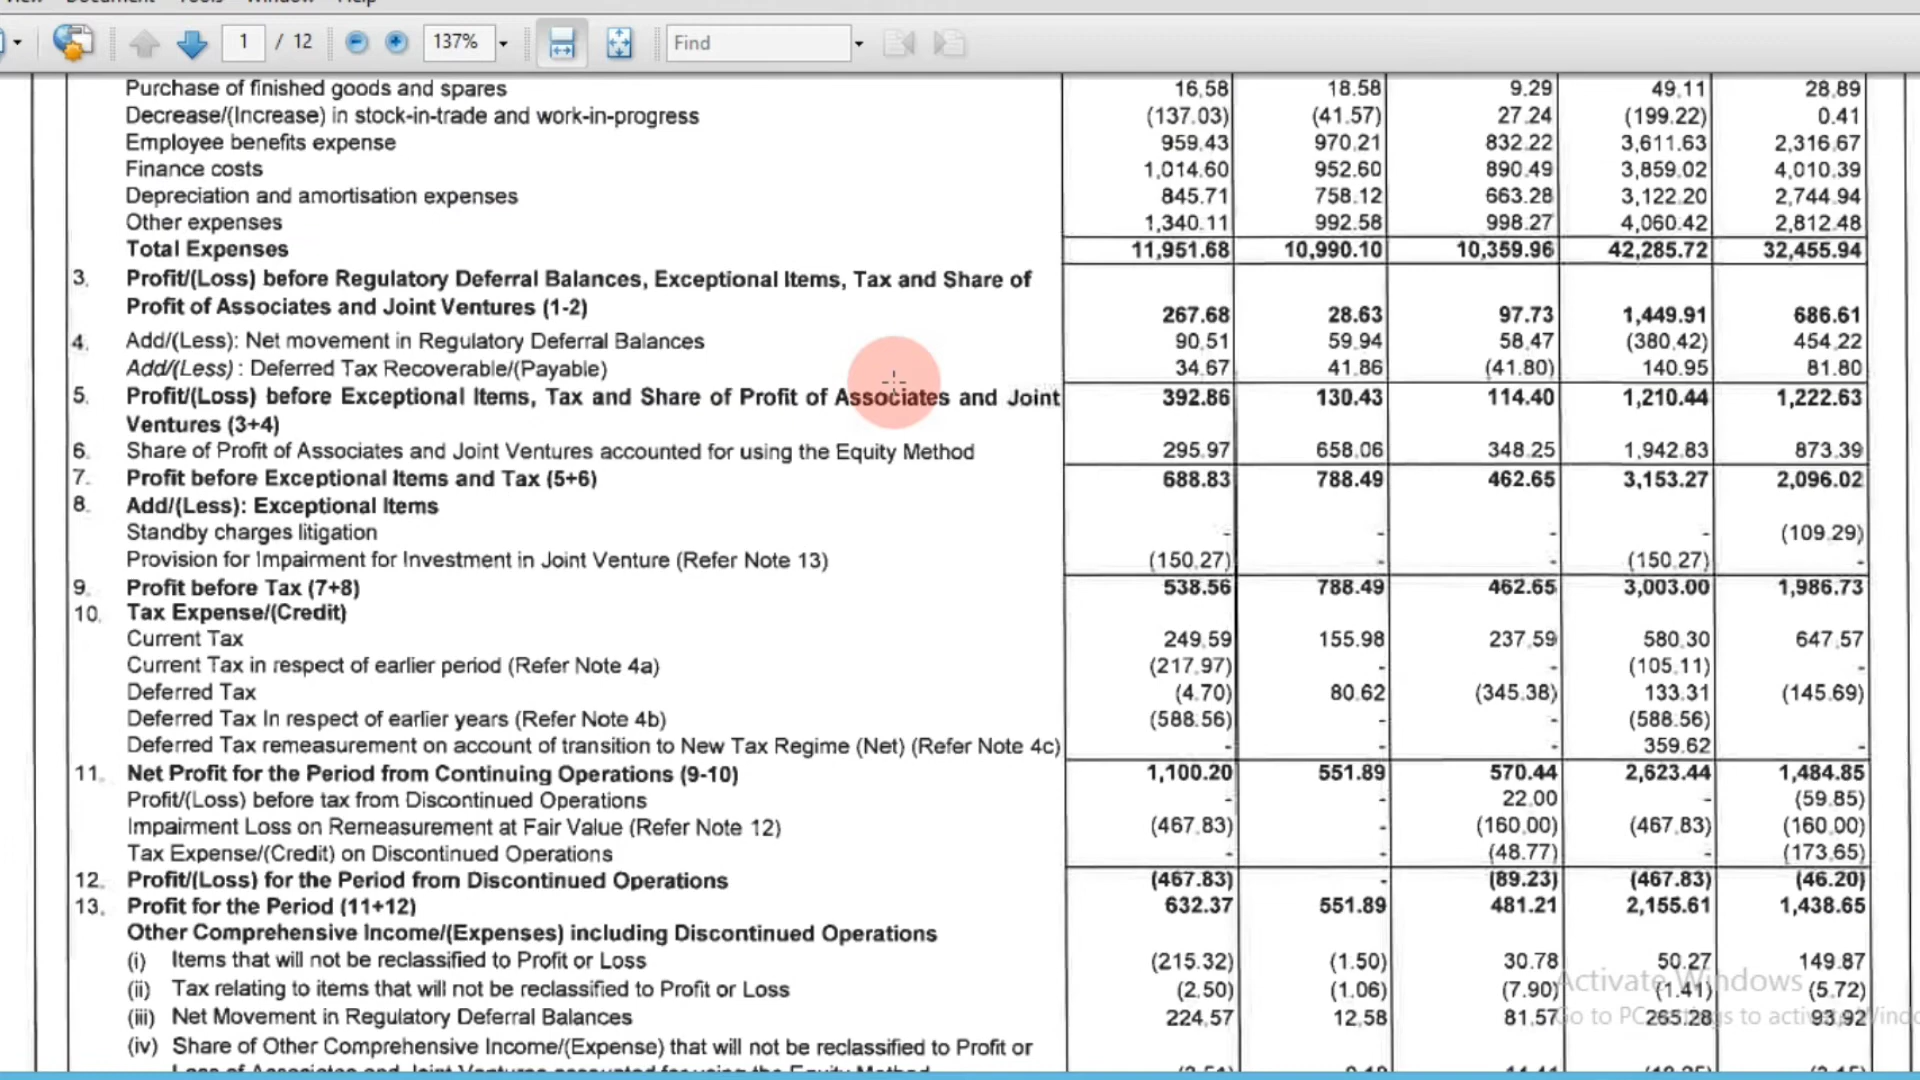 Document Tools Window Help
1 / 12 137% Find
Purchase of finished goods and spares 16.58 18.58 9.29 49.11 28.89
Decrease/(Increase) in stock-in-trade and work-in-progress (137.03) (41.57) 27.24 (199.22) 0.41
Employee benefits expense 959.43 970.21 832.22 3,611.63 2,316.67
Finance costs 1,014.60 952.60 890.49 3,859.02 4,010.39
Depreciation and amortisation expenses 845.71 758.12 663.28 3,122.20 2,744.94
Other expenses 1,340.11 992.58 998.27 4,060.42 2,812.48
Total Expenses 11,951.68 10,990.10 10,359.96 42,285.72 32,455.94
3. Profit/(Loss) before Regulatory Deferral Balances, Exceptional Items, Tax and Share of
Profit of Associates and Joint Ventures (1-2) 267.68 28.63 97.73 1,449.91 686.61
4. Add/(Less): Net movement in Regulatory Deferral Balances 90.51 59.94 58.47 (380.42) 454.22
Add/(Less) : Deferred Tax Recoverable/(Payable) 34.67 41.86 (41.80) 140.95 81.80
5. Profit/(Loss) before Exceptional Items, Tax and Share of Profit of Associates and Joint 392.86 130.43 114.40 1,210.44 1,222.63
Ventures (3+4)
6. Share of Profit of Associates and Joint Ventures accounted for using the Equity Method 295.97 658.06 348.25 1,942.83 873.39
7. Profit before Exceptional Items and Tax (5+6) 688.83 788.49 462.65 3,153.27 2,096.02
8. Add/(Less): Exceptional Items
Standby charges litigation - - - - (109.29)
Provision for Impairment for Investment in Joint Venture (Refer Note 13) (150.27) - - (150.27) -
9. Profit before Tax (7+8) 538.56 788.49 462.65 3,003.00 1,986.73
10. Tax Expense/(Credit)
Current Tax 249.59 155.98 237.59 580.30 647.57
Current Tax in respect of earlier period (Refer Note 4a) (217.97) - - (105.11) -
Deferred Tax (4.70) 80.62 (345.38) 133.31 (145.69)
Deferred Tax In respect of earlier years (Refer Note 4b) (588.56) - - (588.56)
Deferred Tax remeasurement on account of transition to New Tax Regime (Net) (Refer Note 4c) - - - 359.62 -
11. Net Profit for the Period from Continuing Operations (9-10) 1,100.20 551.89 570.44 2,623.44 1,484.85
Profit/(Loss) before tax from Discontinued Operations - - 22.00 - (59.85)
Impairment Loss on Remeasurement at Fair Value (Refer Note 12) (467.83) - (160.00) (467.83) (160.00)
Tax Expense/(Credit) on Discontinued Operations - - (48.77) - (173.65)
12. Profit/(Loss) for the Period from Discontinued Operations (467.83) - (89.23) (467.83) (46.20)
13. Profit for the Period (11+12) 632.37 551.89 481.21 2,155.61 1,438.65
Other Comprehensive Income/(Expenses) including Discontinued Operations
(i) Items that will not be reclassified to Profit or Loss (215.32) (1.50) 30.78 50.27 149.87
(ii) Tax relating to items that will not be reclassified to Profit or Loss (2.50) (1.06) (7.90) (1.41) (5.72)
(iii) Net Movement in Regulatory Deferral Balances 224.57 12.58 81.57 265.28 93.92
(iv) Share of Other Comprehensive Income/(Expense) that will not be reclassified to Profit or
Activate Windows
Go to PC settings to activate